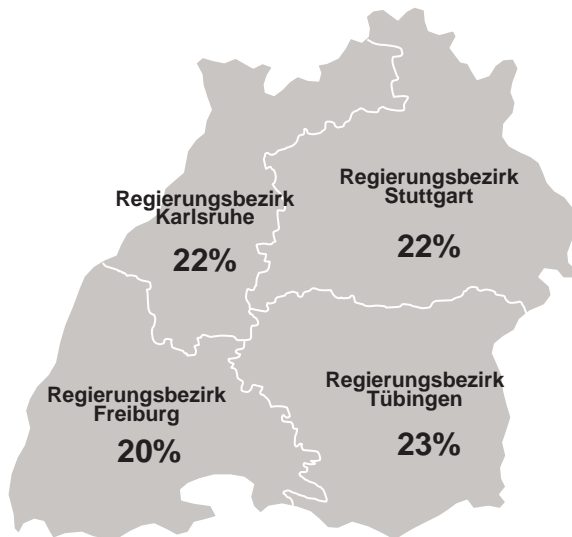 Regierungsbezirk
Karlsruhe
22%
Regierungsbezirk
Stuttgart
22%
Regierungsbezirk
Freiburg
20%
Regierungsbezirk
Tübingen
23%